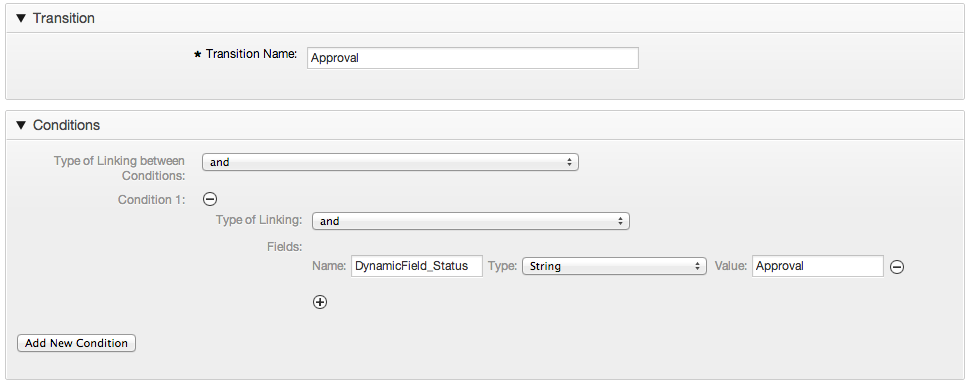 ▼ Transition
* Transition Name: Approval
▼ Conditions
Type of Linking between
Conditions: and
Condition 1:
Type of Linking: and
Fields:
Name: DynamicField_Status Type: String Value: Approval
Add New Condition